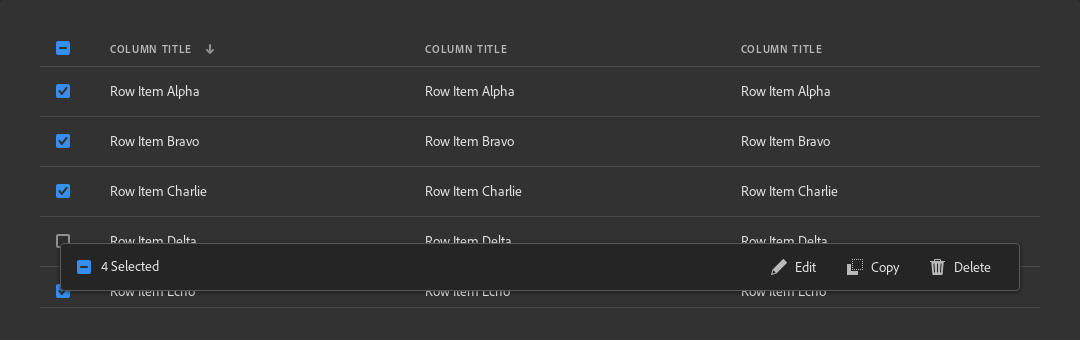 COLUMN TITLE COLUMN TITLE COLUMN TITLE
Row Item Alpha Row Item Alpha Row Item Alpha
Row Item Bravo Row Item Bravo Row Item Bravo
Row Item Charlie Row Item Charlie Row Item Charlie
Row Item Delta Row Item Delta Row Item Delta
4 Selected Edit Copy Delete
Row Item Echo Row Item Echo Row Item Echo